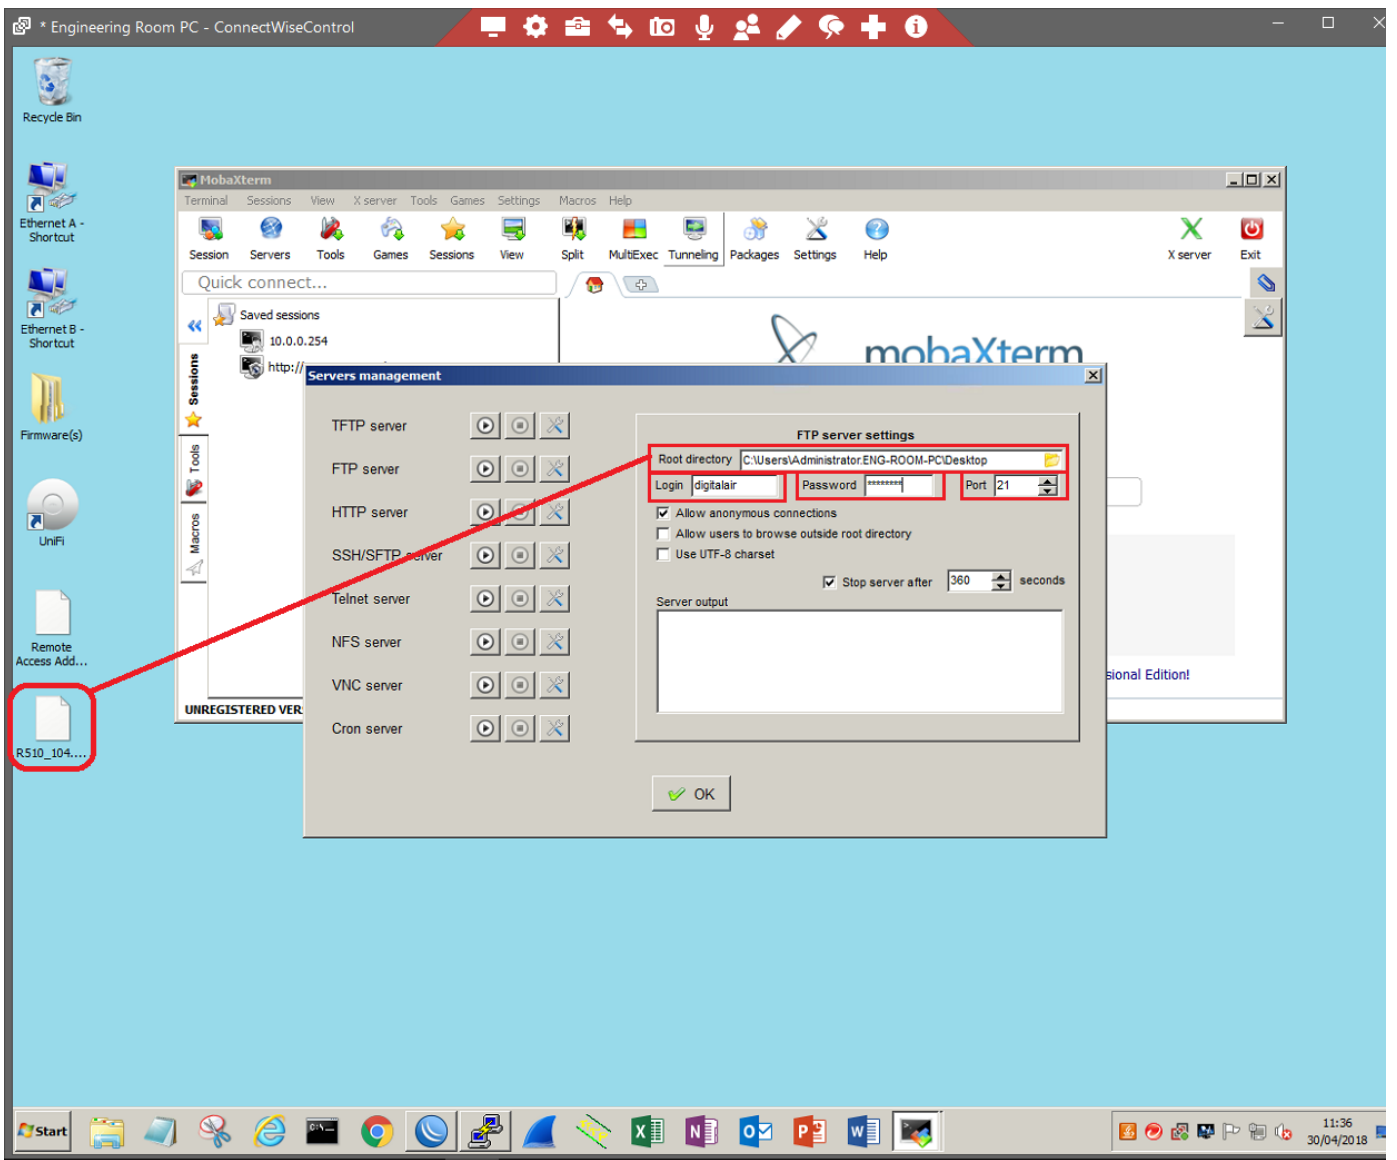 * Engineering Room PC - ConnectWiseControl
Recycle Bin
Ethernet A -
Shortcut
Ethernet B -
Shortcut
Firmware(s)
UniFi
Remote
Access Add...
R510_104....
MobaXterm
Terminal Sessions View X server Tools Games Settings Macros Help
Session Servers Tools Games Sessions View Split MultiExec Tunneling Packages Settings Help X server Exit
Quick connect...
Saved sessions
10.0.0.254
http://
Sessions
Tools
Macros
mobaXterm
sional Edition!
UNREGISTERED VER
Servers management
TFTP server
FTP server
HTTP server
SSH/SFTP server
Telnet server
NFS server
VNC server
Cron server
FTP server settings
Root directory C:\Users\Administrator.ENG-ROOM-PC\Desktop
Login digitalair Password ******** Port 21
Allow anonymous connections
Allow users to browse outside root directory
Use UTF-8 charset
Stop server after 360 seconds
Server output
OK
Start
11:36
30/04/2018